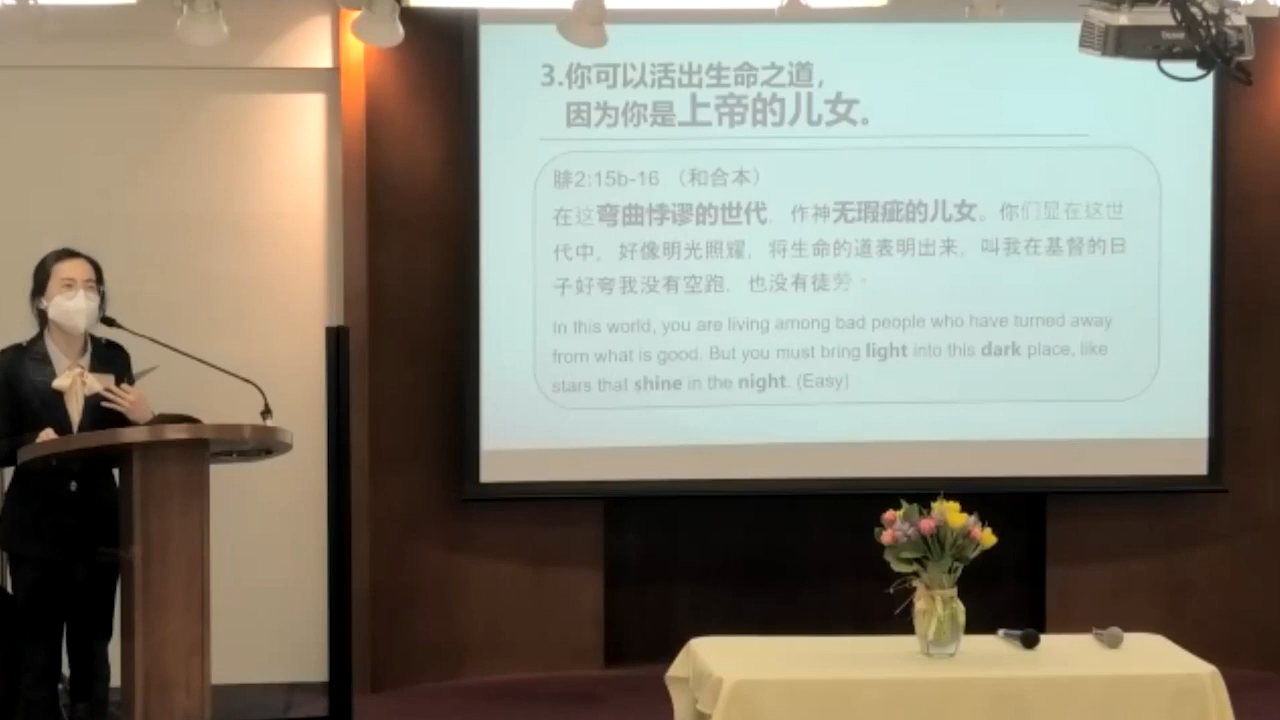 3.你可以活出生命之道，
因为你是上帝的儿女。
腓2:15b-16 （和合本）
在这弯曲悖谬的世代，作神无瑕疵的儿女。你们显在这世
代中，好像明光照耀，将生命的道表明出来，叫我在基督的日
子好夸我没有空跑，也没有徒劳。
In this world, you are living among bad people who have turned away
from what is good. But you must bring light into this dark place, like
stars that shine in the night. (Easy)